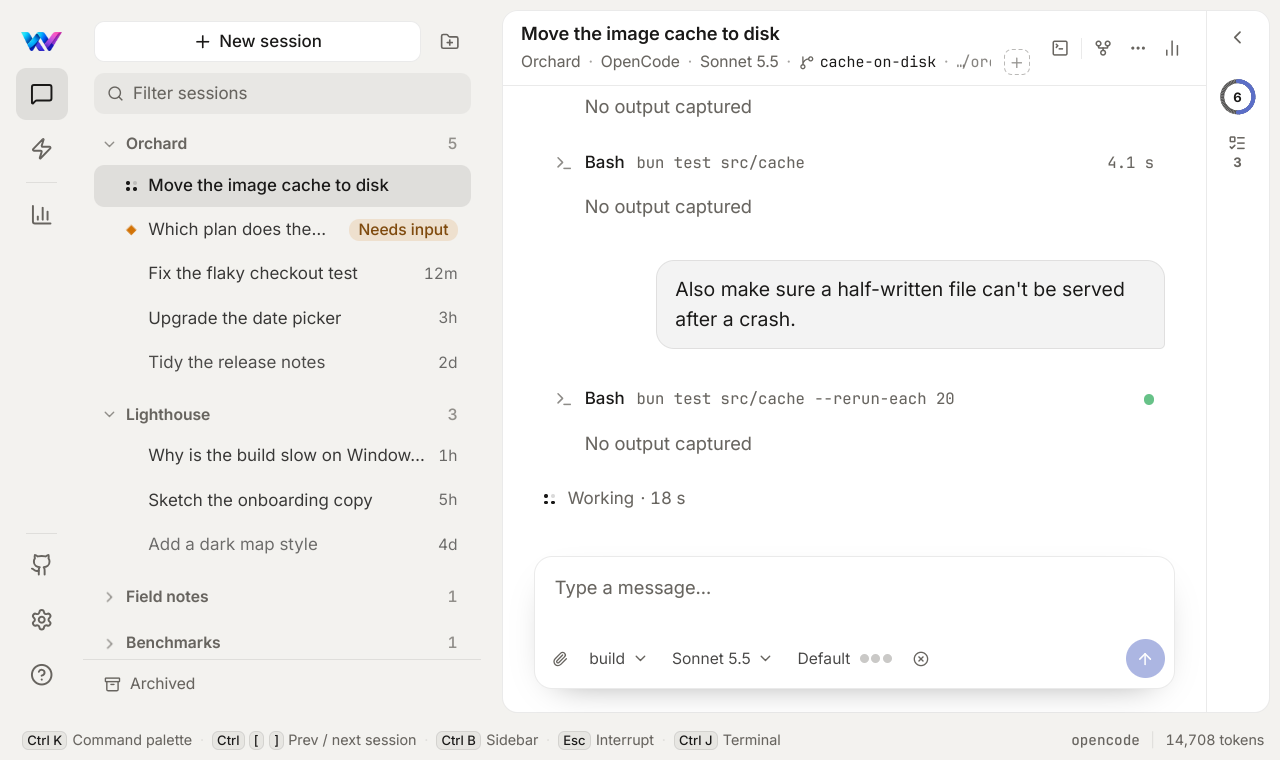 New session
Filter sessions
Orchard 5
Move the image cache to disk
Which plan does the... Needs input
Fix the flaky checkout test 12m
Upgrade the date picker 3h
Tidy the release notes 2d
Lighthouse 3
Why is the build slow on Window... 1h
Sketch the onboarding copy 5h
Add a dark map style 4d
Field notes 1
Benchmarks 1
Archived
Move the image cache to disk
Orchard · OpenCode · Sonnet 5.5 · cache-on-disk · …/or
No output captured
Bash bun test src/cache 4.1 s
No output captured
Also make sure a half-written file can't be served
after a crash.
Bash bun test src/cache --rerun-each 20
No output captured
Working · 18 s
Type a message...
build Sonnet 5.5 Default
6
3
Ctrl K Command palette · Ctrl [ ] Prev / next session · Ctrl B Sidebar · Esc Interrupt · Ctrl J Terminal
opencode 14,708 tokens